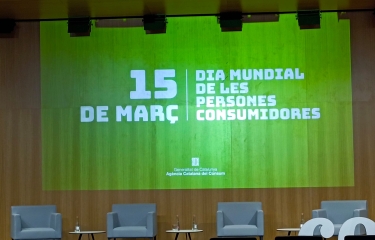 15
DE MARÇ
DIA MUNDIAL
DE LES
PERSONES
CONSUMIDORES
Generalitat de Catalunya
Agència Catalana del Consum